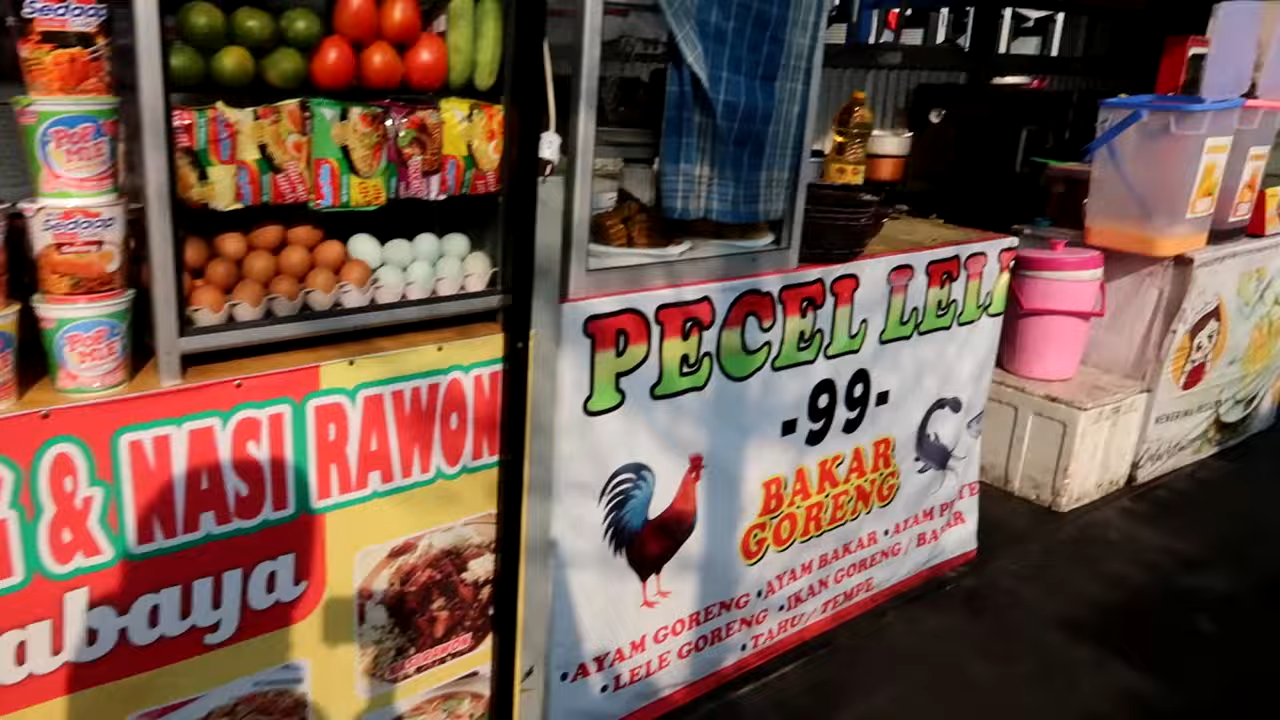 Sedaap
POP
MIE
Sedaap
POP
MIE
& NASI RAWON
abaya
PECEL LELE
-99-
BAKAR
GORENG
•AYAM GORENG •AYAM BAKAR •AYAM
•LELE GORENG •IKAN GORENG / BAKAR
•TAHU / TEMPE